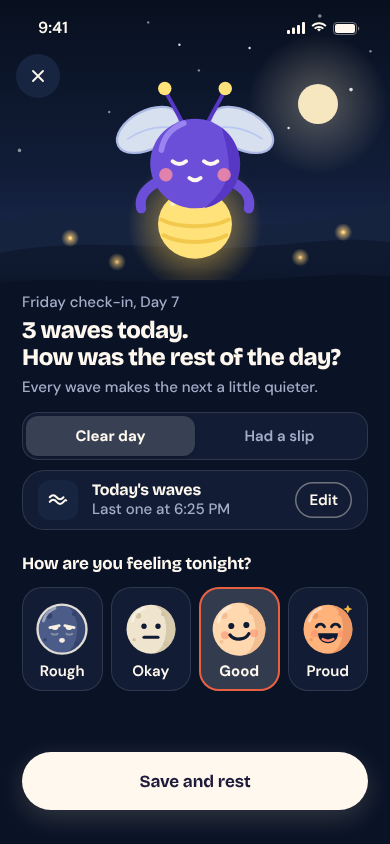 9:41
Friday check-in, Day 7
3 waves today.
How was the rest of the day?
Every wave makes the next a little quieter.
Clear day
Had a slip
Today's waves
Last one at 6:25 PM
Edit
How are you feeling tonight?
Rough
Okay
Good
Proud
Save and rest